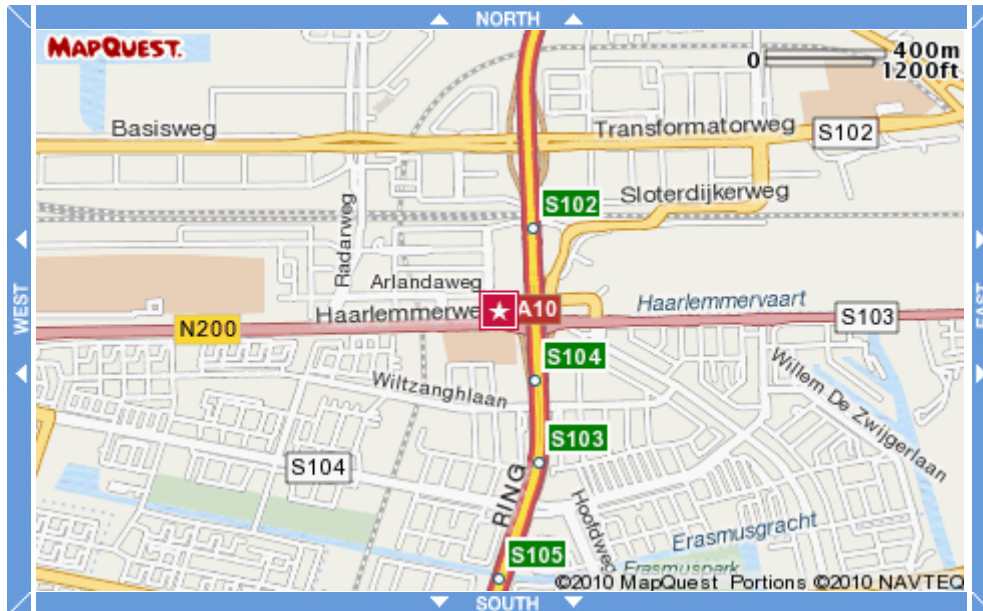 NORTH
MAPQUEST.
400m
0
1200ft
Basisweg
Transformatorweg
S102
Sloterdijkerweg
S102
Radarweg
WEST
EAST
Arlandaweg
Haarlemmervaart
Haarlemmerwe
A10
N200
S103
S104
Wiltzanghlaan
Willem De Zwijgerlaan
S103
S104
RING
Hoofdweg
Erasmusgracht
S105
Erasmuspark
©2010 MapQuest Portions ©2010 NAVTEQ
SOUTH